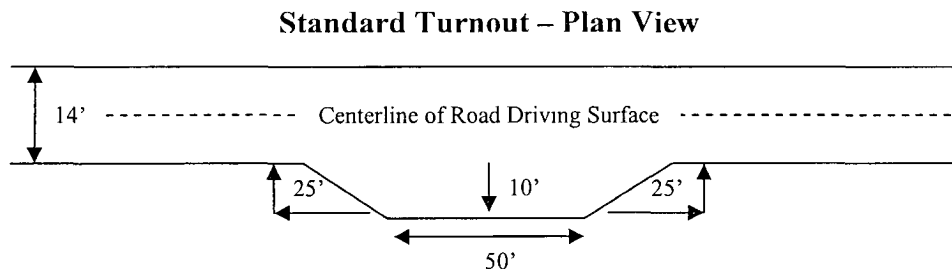 Standard Turnout – Plan View
14'
Centerline of Road Driving Surface
25'
10'
25'
50'